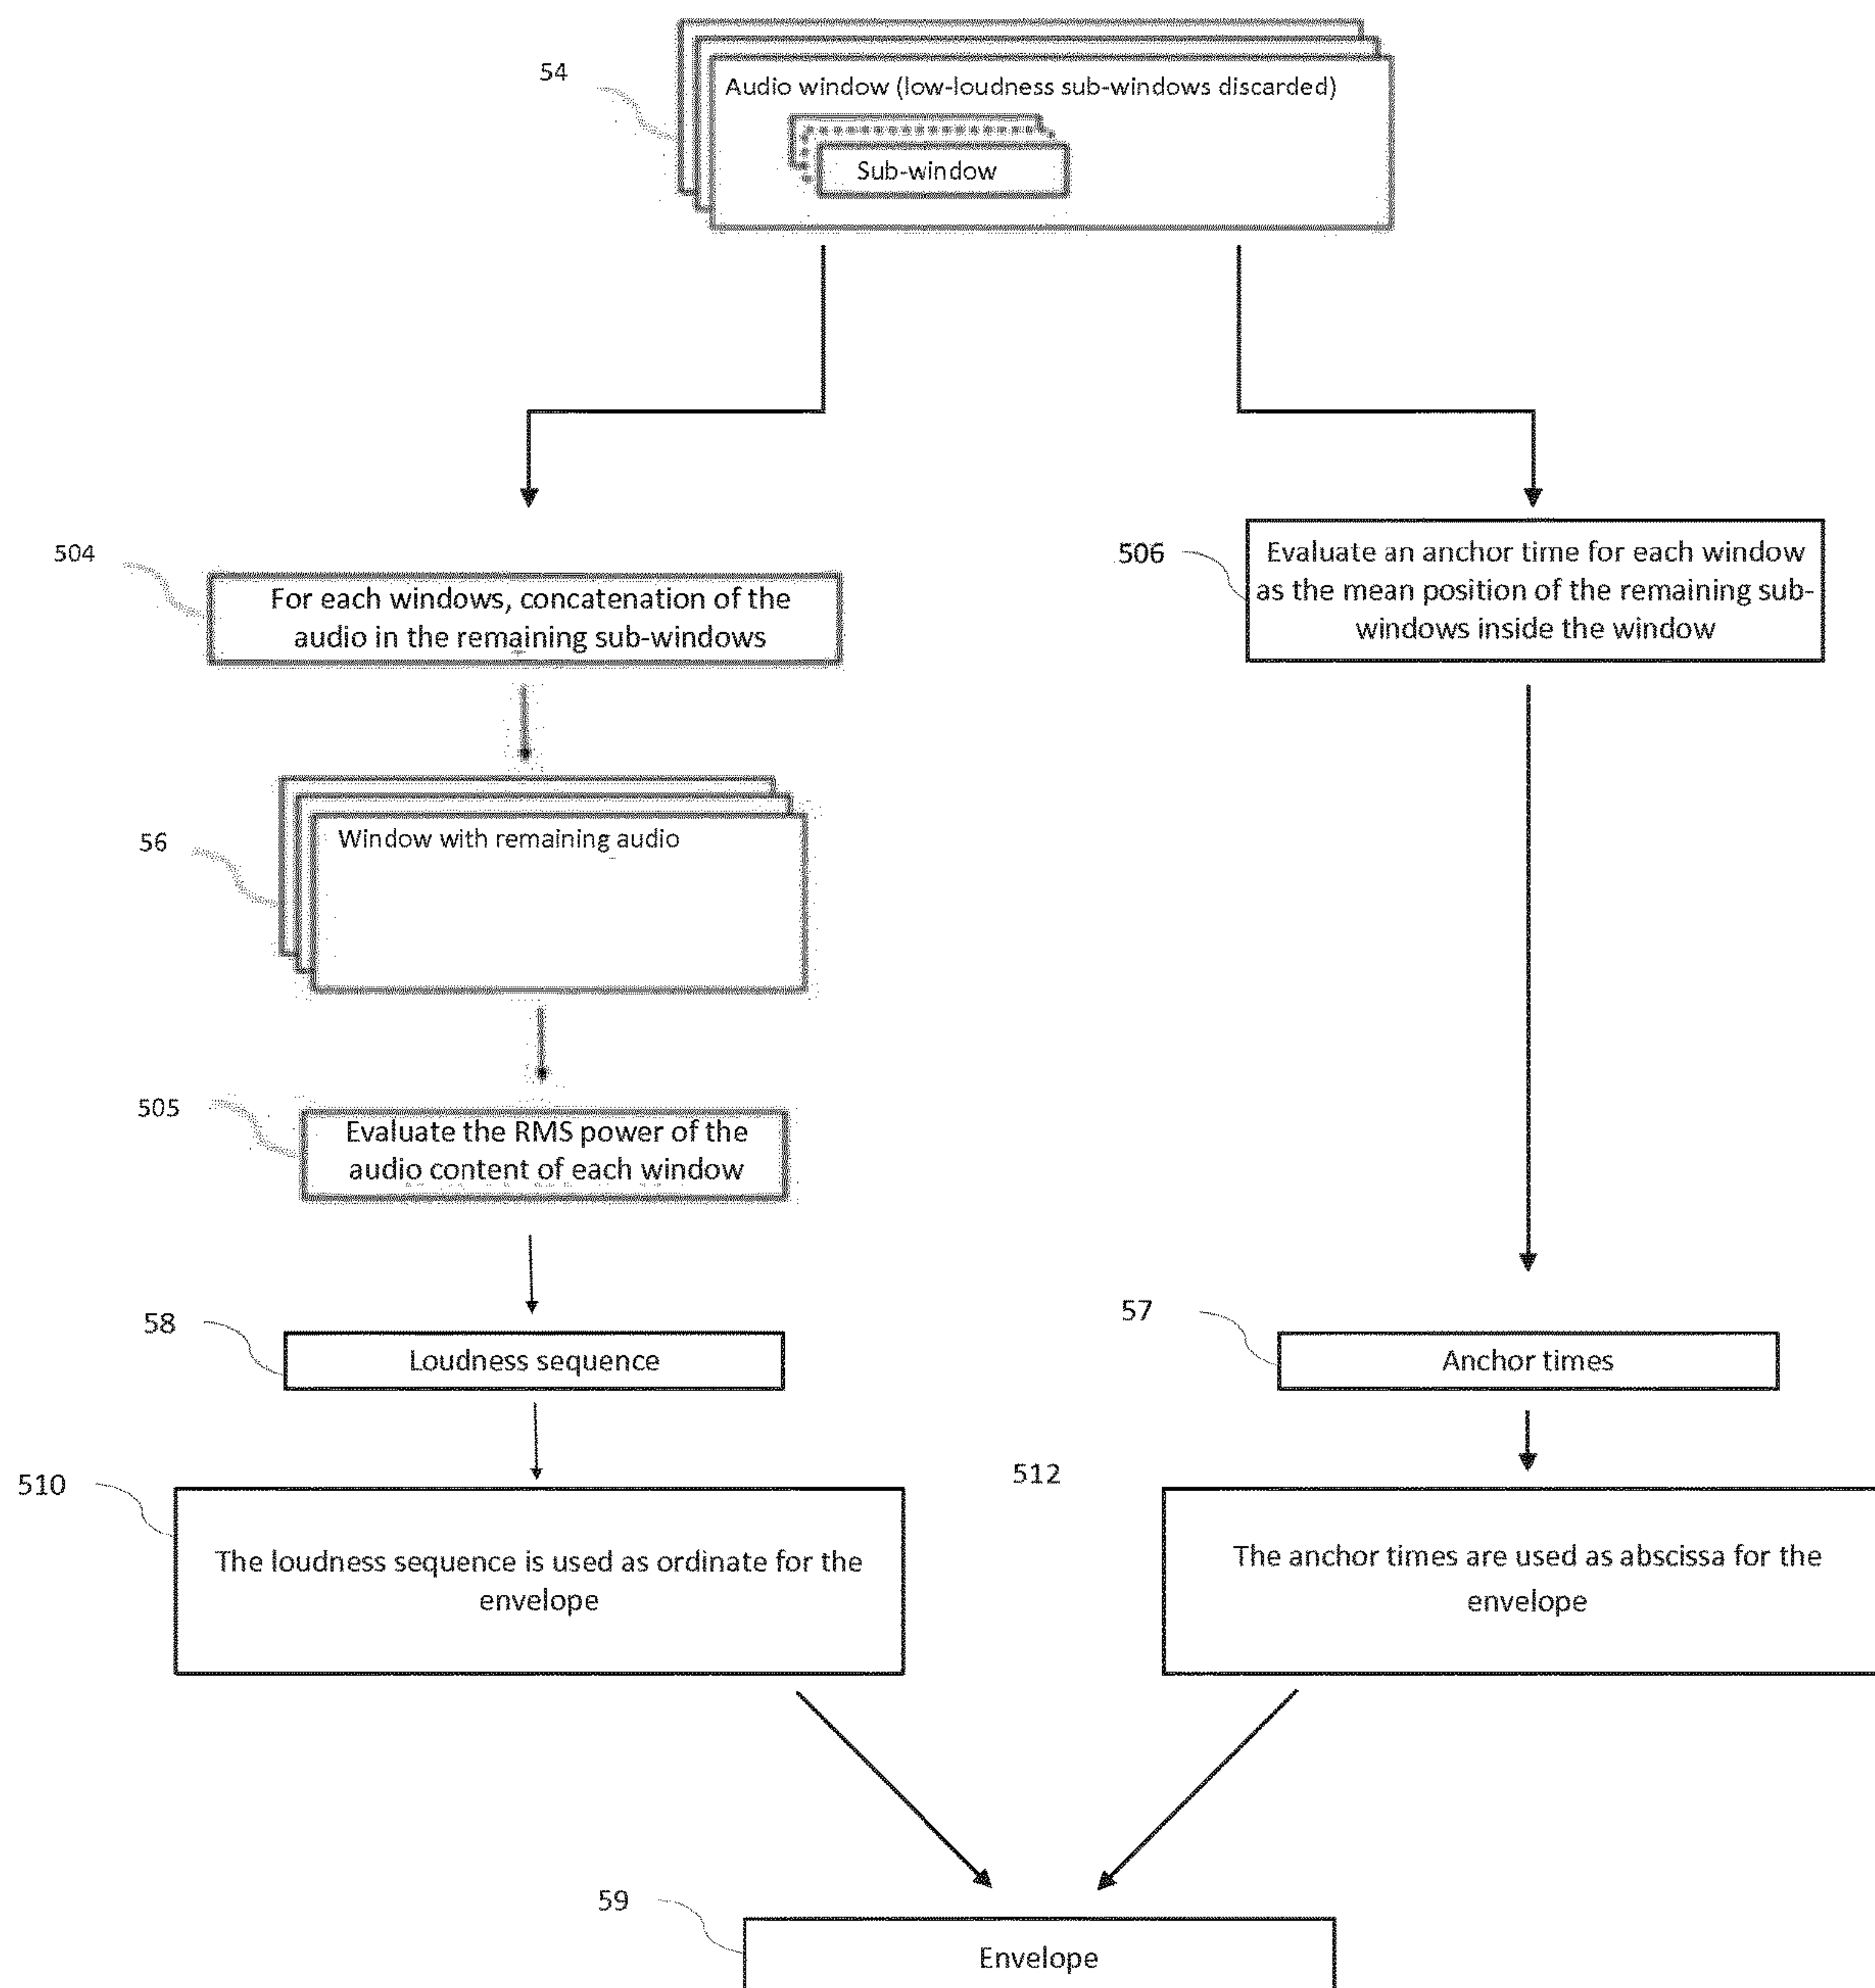 54
Audio window (low-loudness sub-windows discarded)
Sub-window
504
For each windows, concatenation of the
audio in the remaining sub-windows
506
Evaluate an anchor time for each window
as the mean position of the remaining sub-
windows inside the window
56
Window with remaining audio
505
Evaluate the RMS power of the
audio content of each window
58
Loudness sequence
57
Anchor times
510
The loudness sequence is used as ordinate for the
envelope
512
The anchor times are used as abscissa for the
envelope
59
Envelope